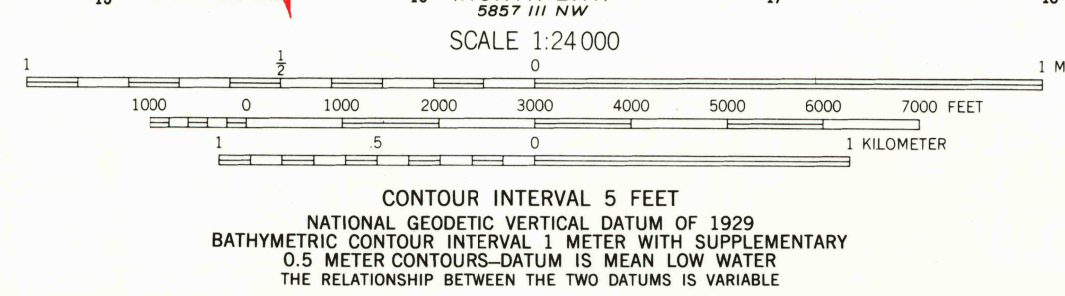 5857 III NW
SCALE 1:24 000
1 ½ 0 1 M
1000 0 1000 2000 3000 4000 5000 6000 7000 FEET
1 .5 0 1 KILOMETER
CONTOUR INTERVAL 5 FEET
NATIONAL GEODETIC VERTICAL DATUM OF 1929
BATHYMETRIC CONTOUR INTERVAL 1 METER WITH SUPPLEMENTARY
0.5 METER CONTOURS—DATUM IS MEAN LOW WATER
THE RELATIONSHIP BETWEEN THE TWO DATUMS IS VARIABLE